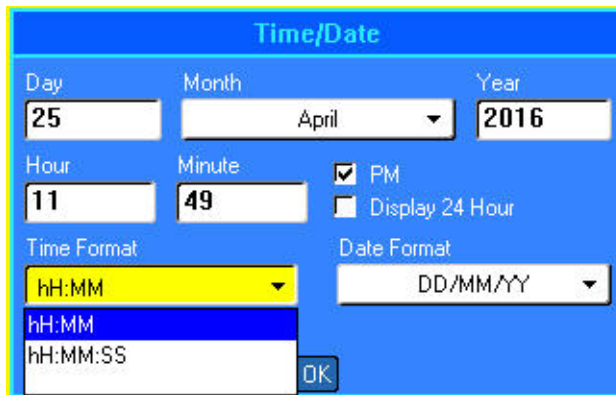 Time/Date
Day Month Year
25 April 2016
Hour Minute
11 49
PM
Display 24 Hour
Time Format Date Format
hH:MM DD/MM/YY
hH:MM
hH:MM:SS
OK